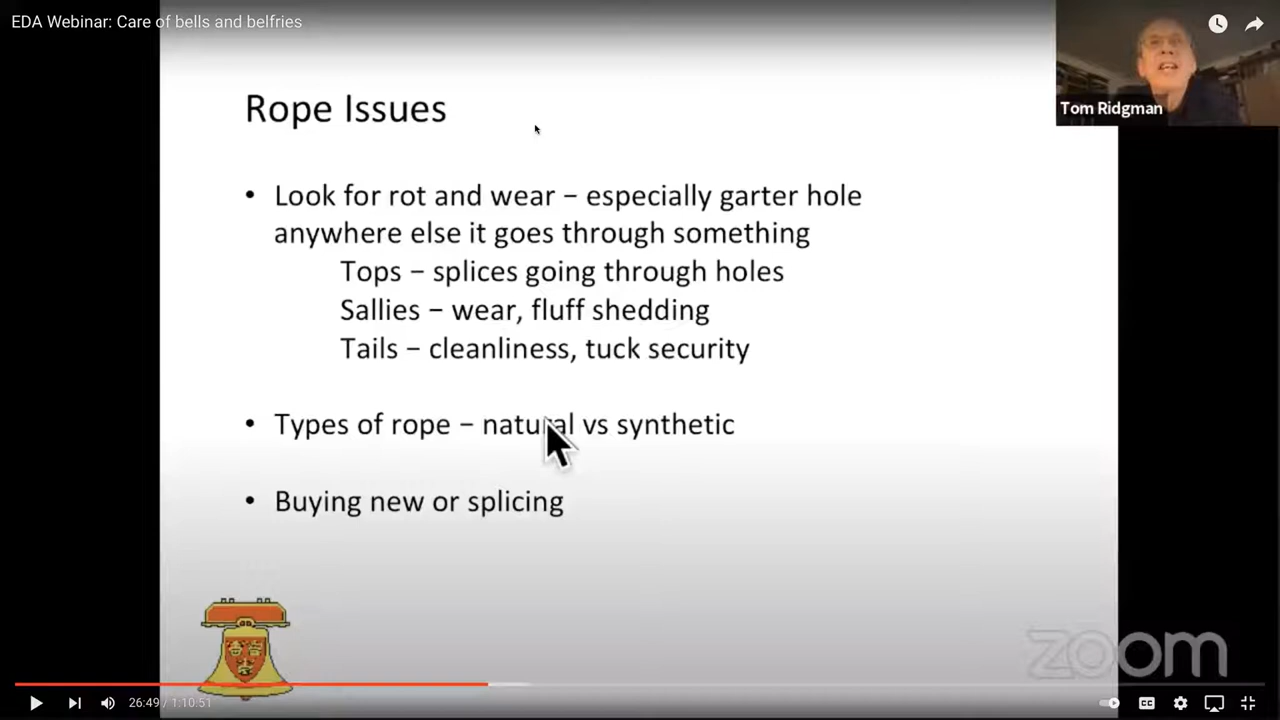 EDA Webinar: Care of bells and belfries
Tom Ridgman
Rope Issues
• Look for rot and wear – especially garter hole
anywhere else it goes through something
Tops – splices going through holes
Sallies – wear, fluff shedding
Tails – cleanliness, tuck security
• Types of rope – natural vs synthetic
• Buying new or splicing
zoom
26:49 / 1:10:51
CC